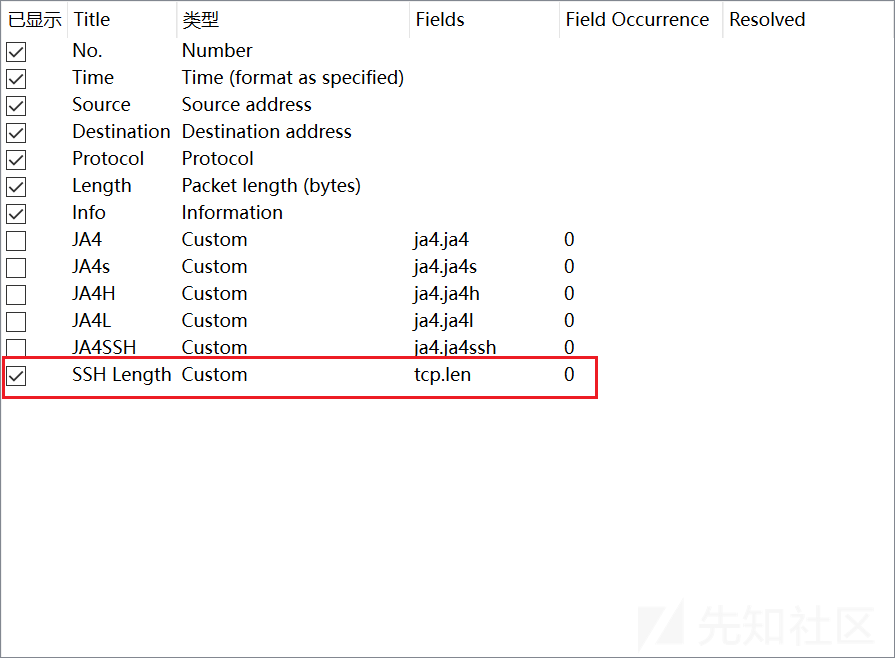 已显示 Title 类型 Fields Field Occurrence Resolved
No. Number
Time Time (format as specified)
Source Source address
Destination Destination address
Protocol Protocol
Length Packet length (bytes)
Info Information
JA4 Custom ja4.ja4 0
JA4s Custom ja4.ja4s 0
JA4H Custom ja4.ja4h 0
JA4L Custom ja4.ja4l 0
JA4SSH Custom ja4.ja4ssh 0
SSH Length Custom tcp.len 0
先知社区